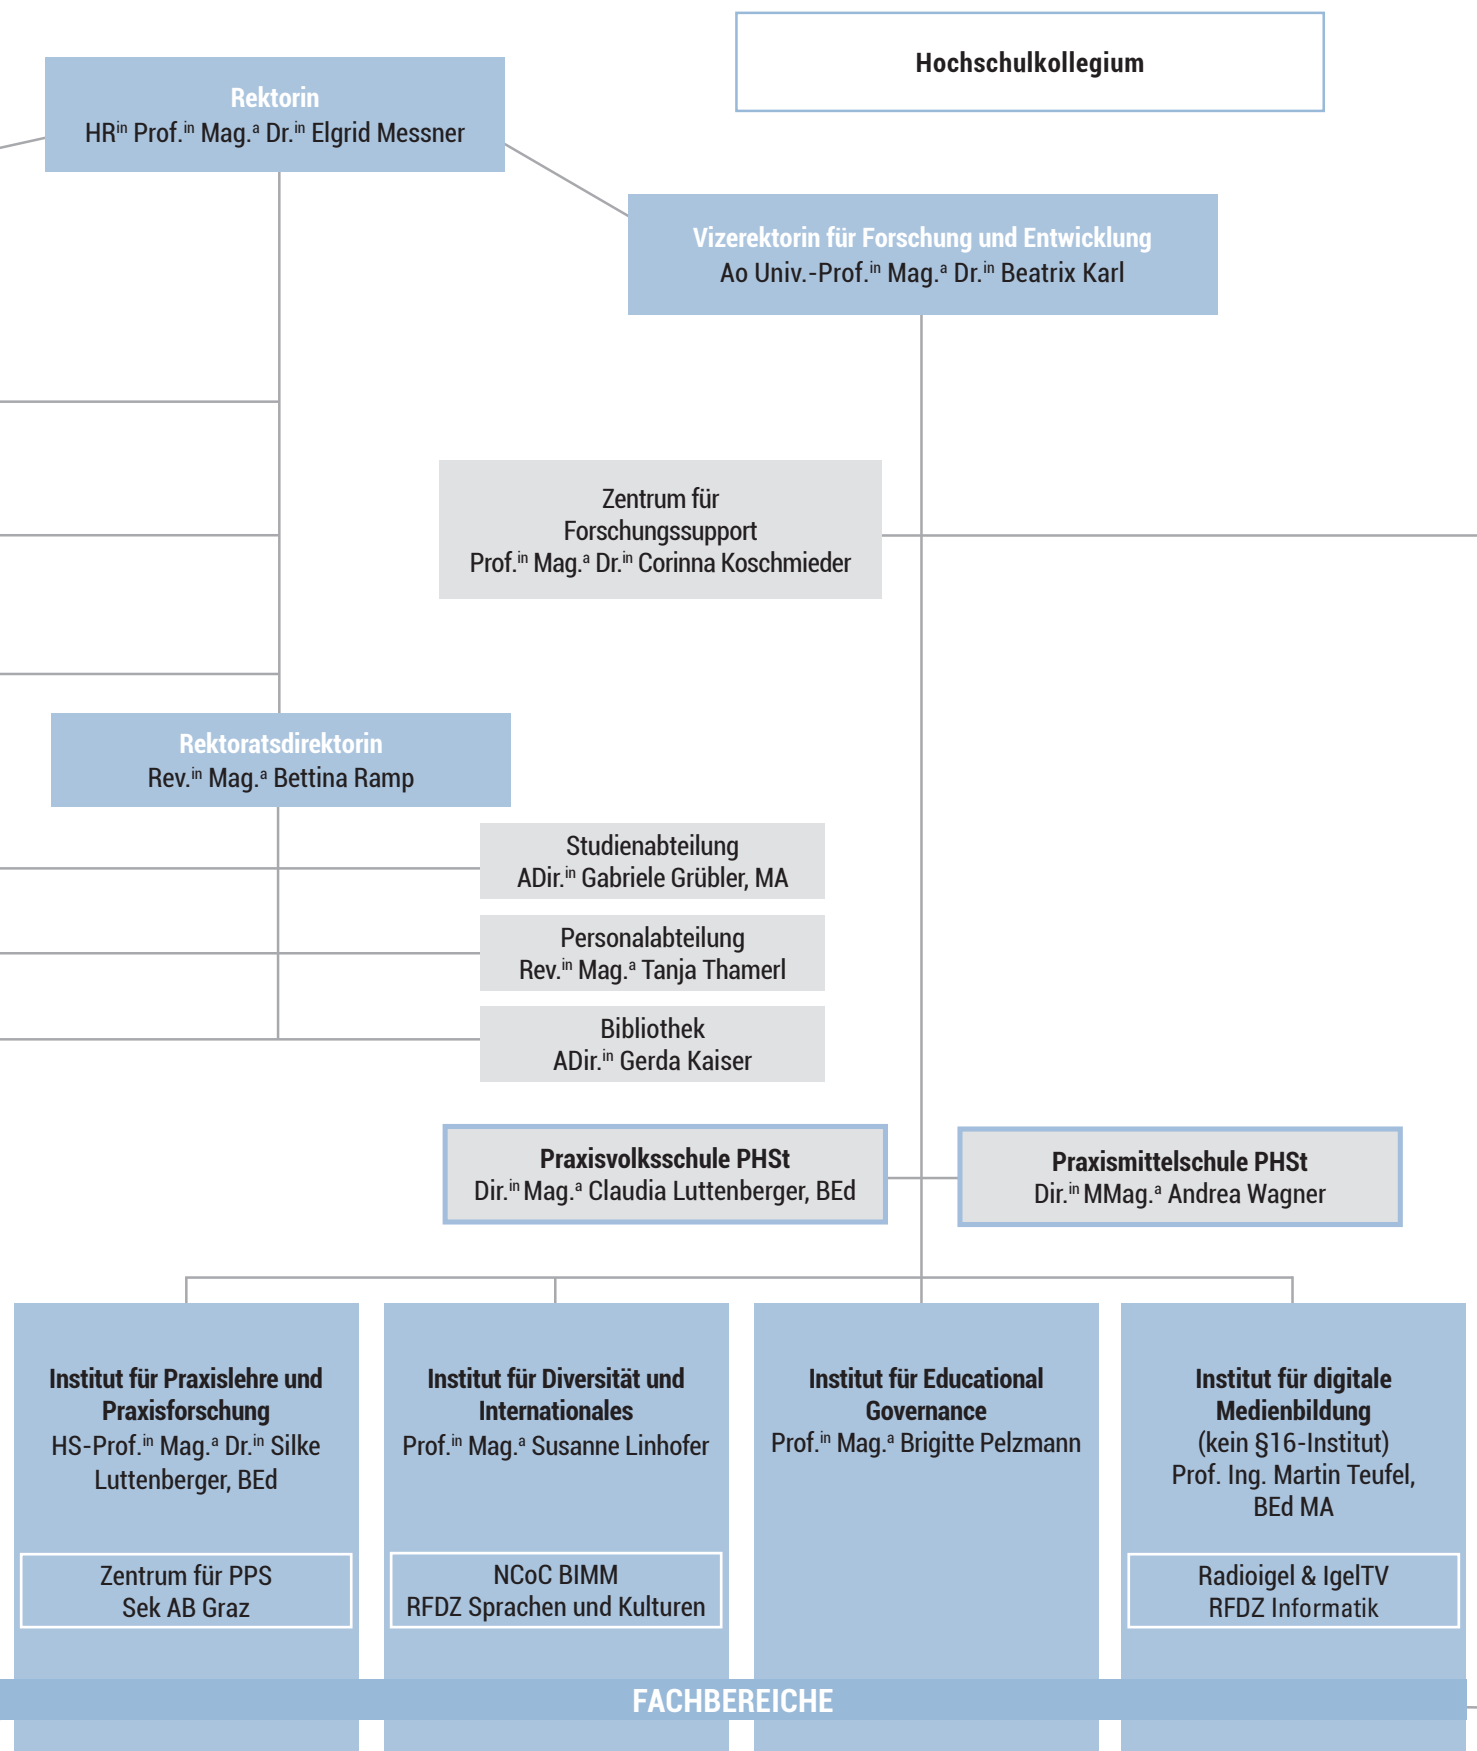 Hochschulkollegium
Rektorin
HRin Prof.in Mag.a Dr.in Elgrid Messner
Vizerektorin für Forschung und Entwicklung
Ao Univ.-Prof.in Mag.a Dr.in Beatrix Karl
Zentrum für
Forschungssupport
Prof.in Mag.a Dr.in Corinna Koschmieder
Rektoratsdirektorin
Rev.in Mag.a Bettina Ramp
Studienabteilung
ADir.in Gabriele Grübler, MA
Personalabteilung
Rev.in Mag.a Tanja Thamerl
Bibliothek
ADir.in Gerda Kaiser
Praxisvolksschule PHSt
Dir.in Mag.a Claudia Luttenberger, BEd
Praxismittelschule PHSt
Dir.in MMag.a Andrea Wagner
Institut für Praxislehre und
Praxisforschung
HS-Prof.in Mag.a Dr.in Silke
Luttenberger, BEd
Zentrum für PPS
Sek AB Graz
Institut für Diversität und
Internationales
Prof.in Mag.a Susanne Linhofer
NCoC BIMM
RFDZ Sprachen und Kulturen
Institut für Educational
Governance
Prof.in Mag.a Brigitte Pelzmann
Institut für digitale
Medienbildung
(kein §16-Institut)
Prof. Ing. Martin Teufel,
BEd MA
Radioigel & IgelTV
RFDZ Informatik
FACHBEREICHE